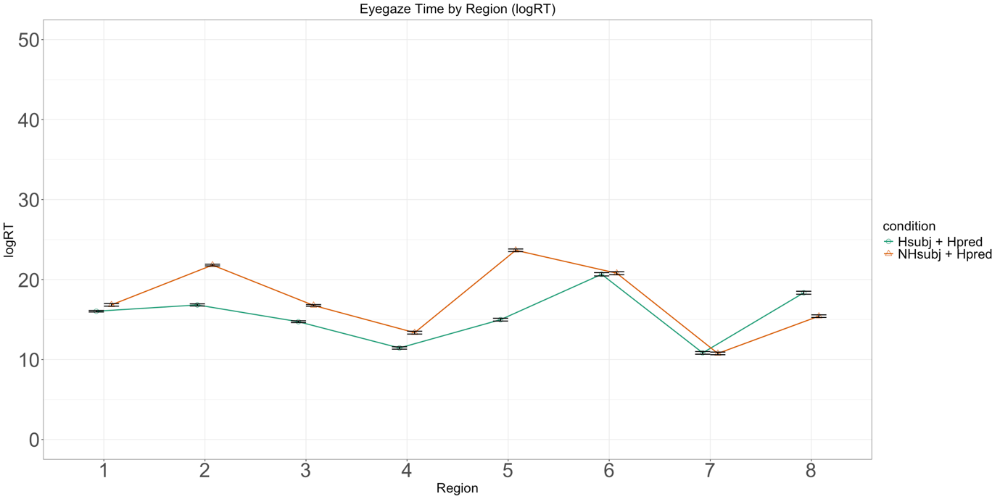 Eyegaze Time by Region (logRT)
50
40
30
20
10
0
logRT
1 2 3 4 5 6 7 8
Region
condition
Hsubj + Hpred
NHsubj + Hpred